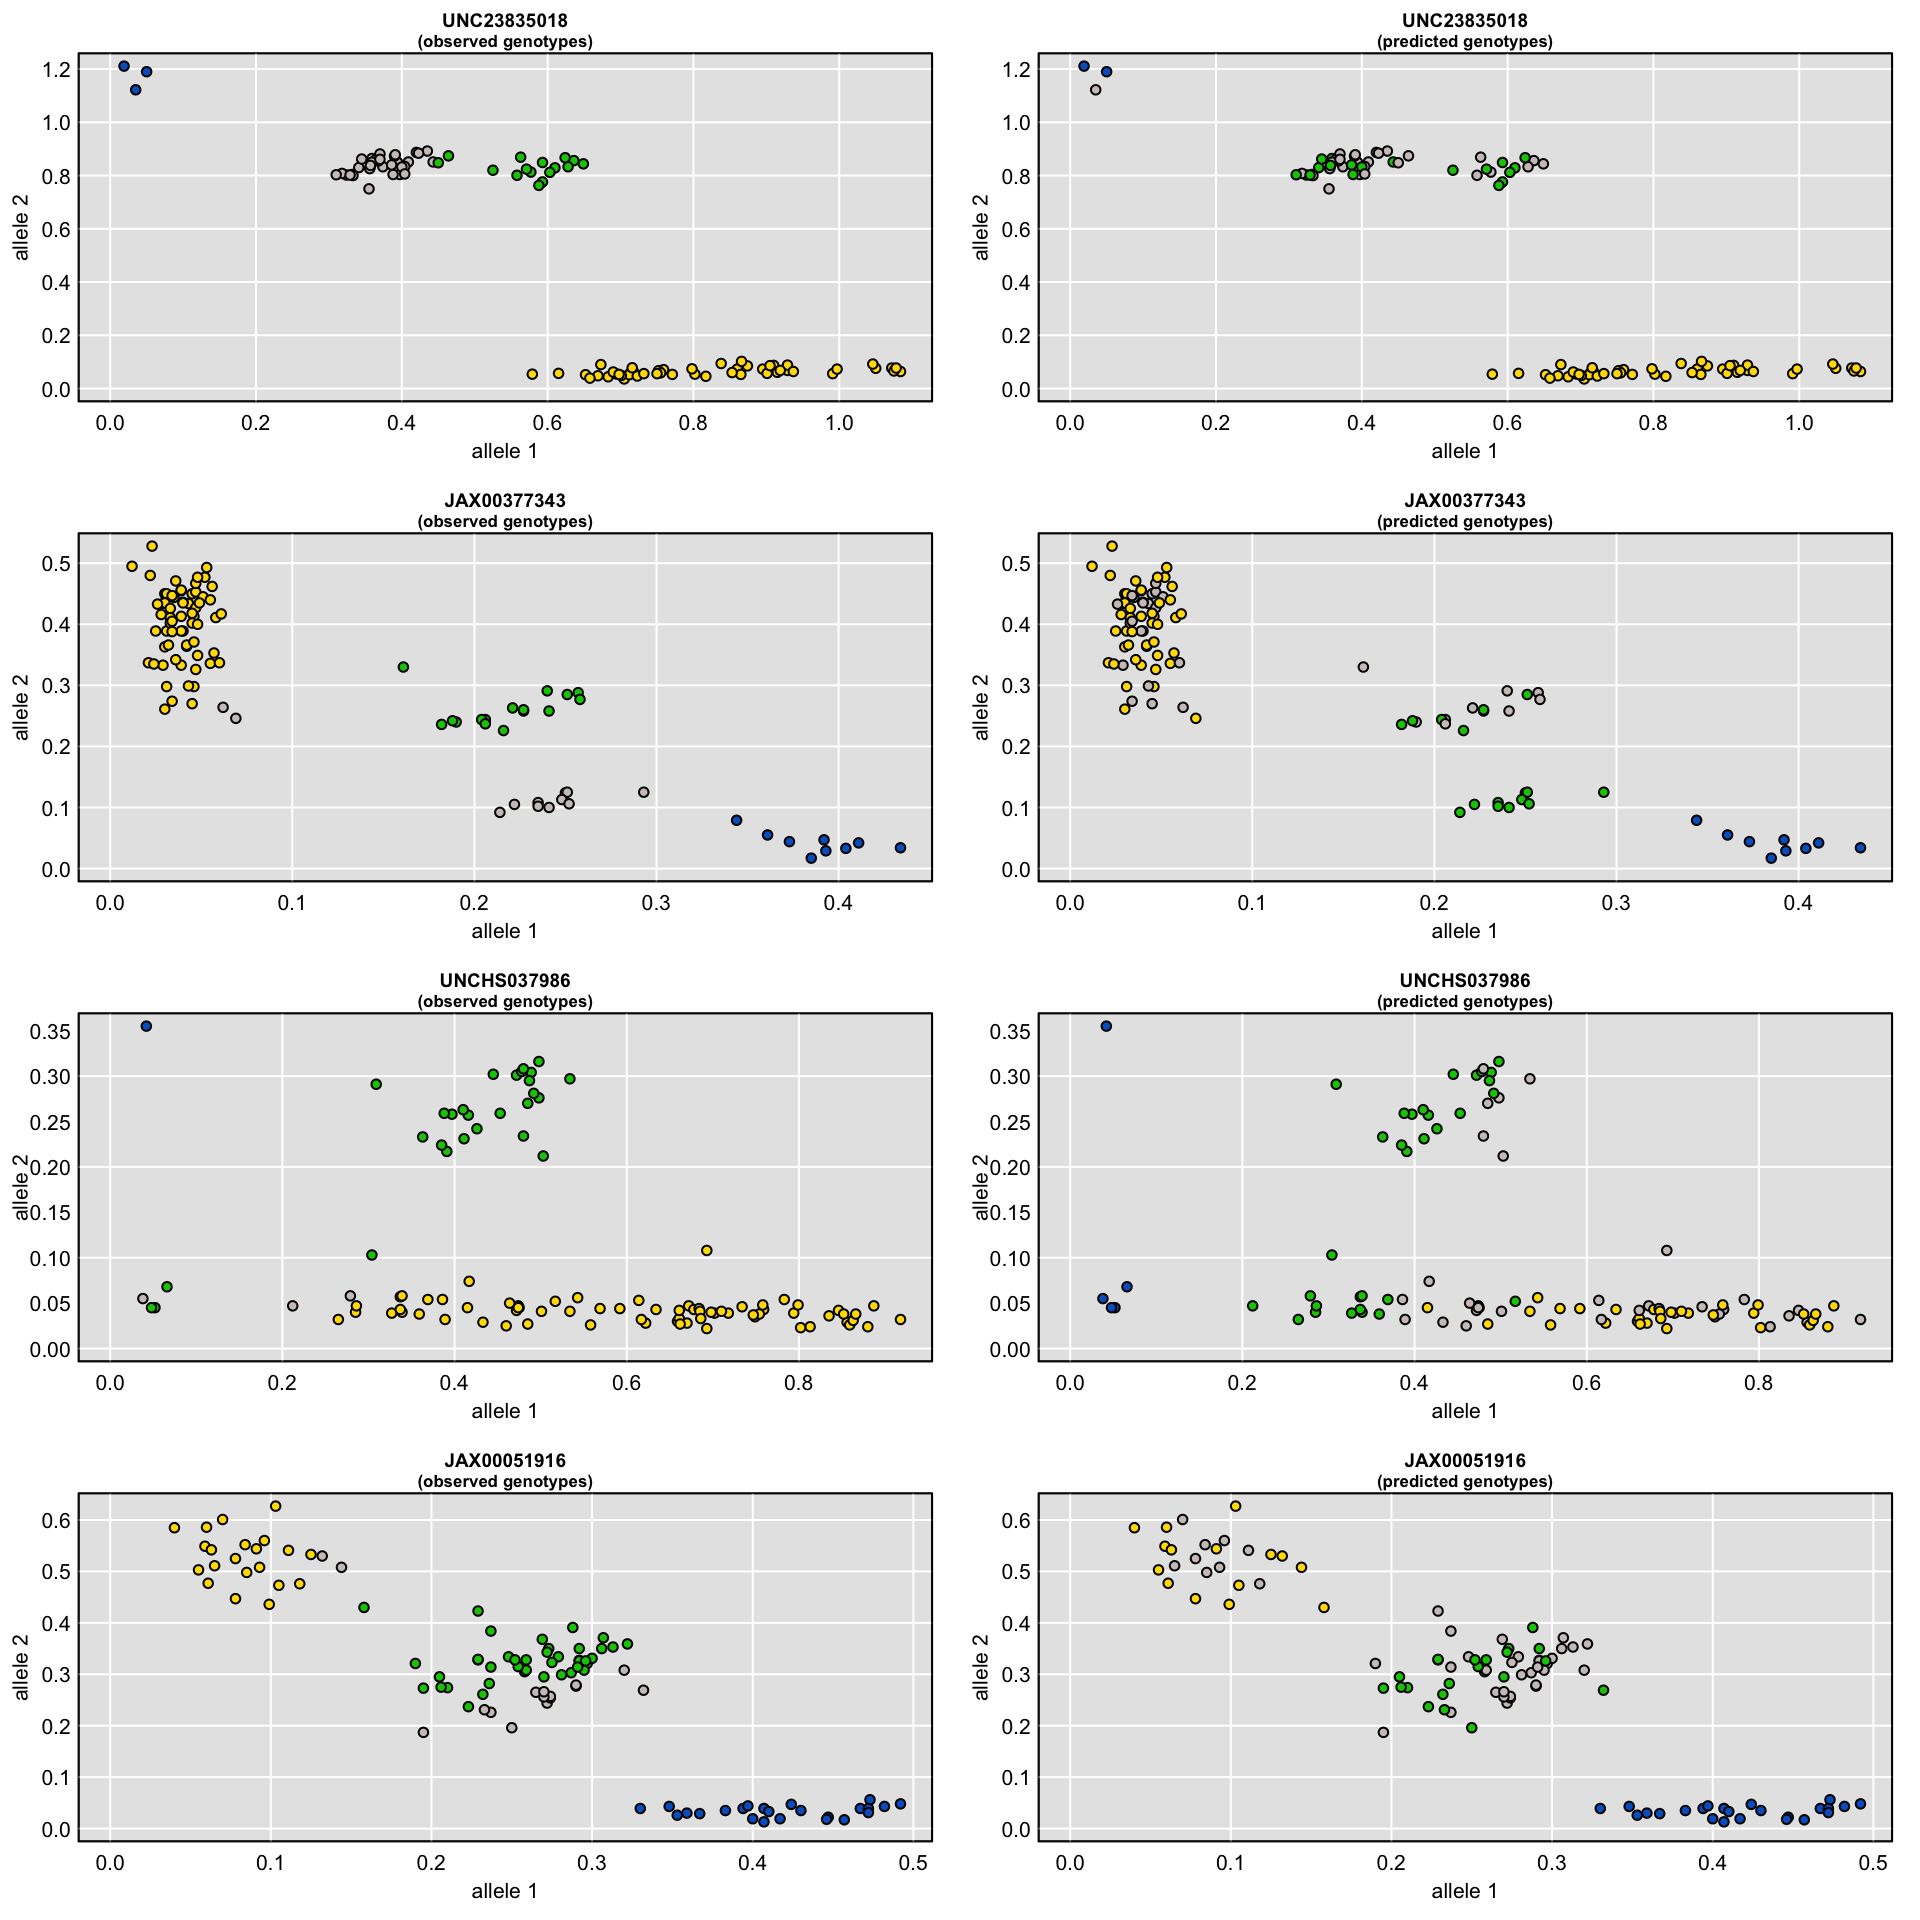 UNC23835018
(observed genotypes)
1.2
1.0
0.8
0.6
0.4
0.2
0.0
allele 2
0.0 0.2 0.4 0.6 0.8 1.0
allele 1
UNC23835018
(predicted genotypes)
1.2
1.0
0.8
0.6
0.4
0.2
0.0
allele 2
0.0 0.2 0.4 0.6 0.8 1.0
allele 1
JAX00377343
(observed genotypes)
0.5
0.4
0.3
0.2
0.1
0.0
allele 2
0.0 0.1 0.2 0.3 0.4
allele 1
JAX00377343
(predicted genotypes)
0.5
0.4
0.3
0.2
0.1
0.0
allele 2
0.0 0.1 0.2 0.3 0.4
allele 1
UNCHS037986
(observed genotypes)
0.35
0.30
0.25
0.20
0.15
0.10
0.05
0.00
allele 2
0.0 0.2 0.4 0.6 0.8
allele 1
UNCHS037986
(predicted genotypes)
0.35
0.30
0.25
0.20
0.15
0.10
0.05
0.00
allele 2
0.0 0.2 0.4 0.6 0.8
allele 1
JAX00051916
(observed genotypes)
0.6
0.5
0.4
0.3
0.2
0.1
0.0
allele 2
0.0 0.1 0.2 0.3 0.4 0.5
allele 1
JAX00051916
(predicted genotypes)
0.6
0.5
0.4
0.3
0.2
0.1
0.0
allele 2
0.0 0.1 0.2 0.3 0.4 0.5
allele 1